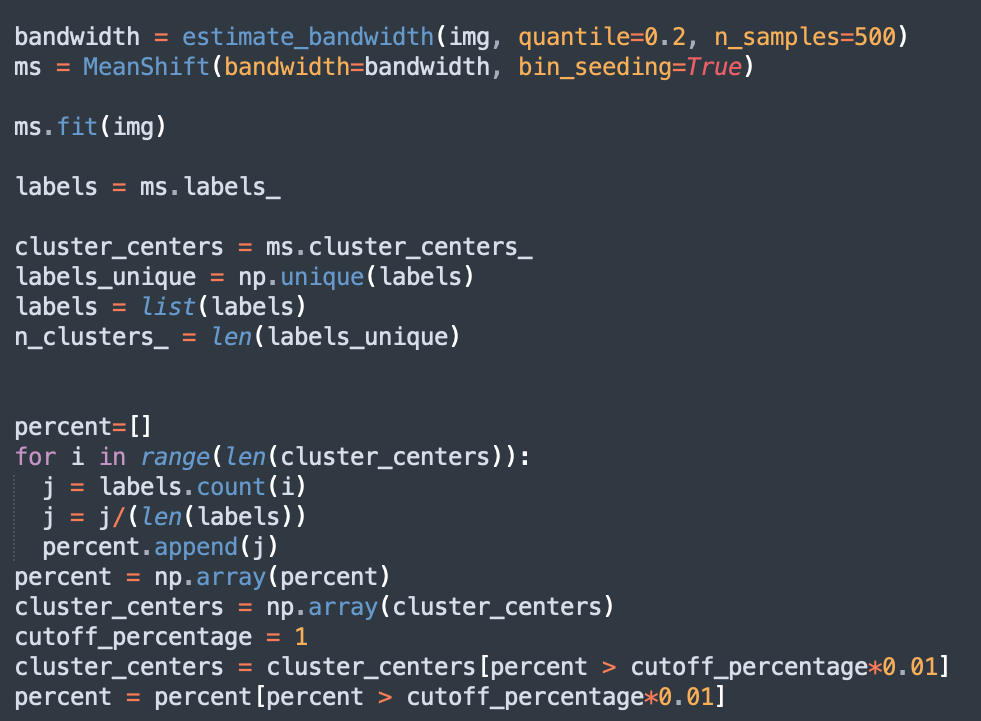 bandwidth = estimate_bandwidth(img, quantile=0.2, n_samples=500)
ms = MeanShift(bandwidth=bandwidth, bin_seeding=True)
ms.fit(img)
labels = ms.labels_
cluster_centers = ms.cluster_centers_
labels_unique = np.unique(labels)
labels = list(labels)
n_clusters_ = len(labels_unique)
percent=[]
for i in range(len(cluster_centers)):
  j = labels.count(i)
  j = j/(len(labels))
  percent.append(j)
percent = np.array(percent)
cluster_centers = np.array(cluster_centers)
cutoff_percentage = 1
cluster_centers = cluster_centers[percent > cutoff_percentage*0.01]
percent = percent[percent > cutoff_percentage*0.01]